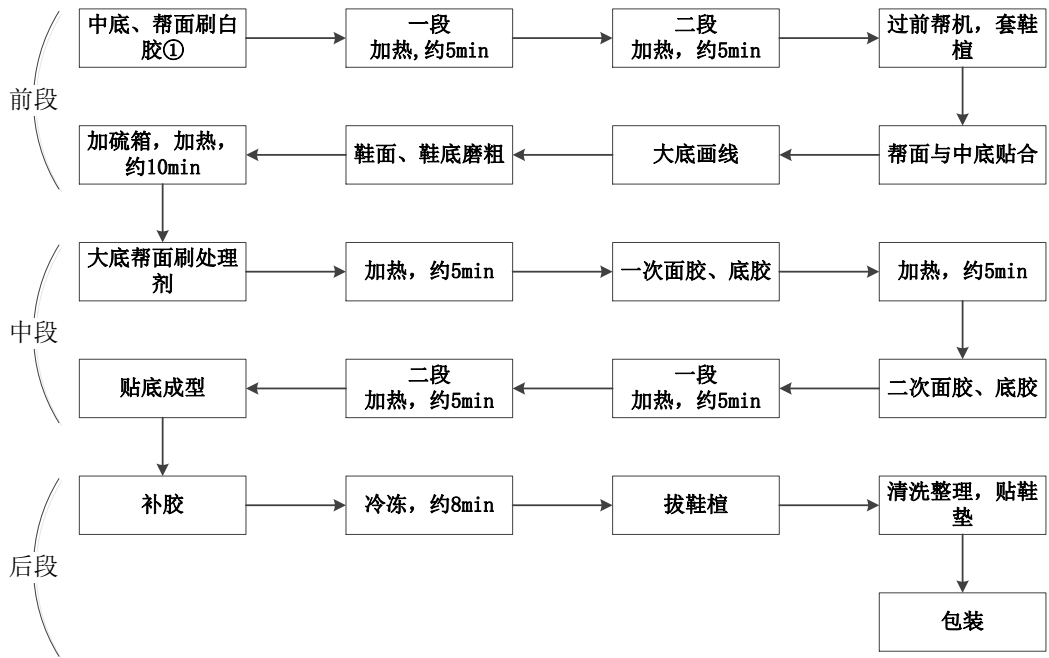 前段
中底、帮面刷白
胶①
一段
加热,约5min
二段
加热，约5min
过前帮机，套鞋
楦
加硫箱，加热，
约10min
鞋面、鞋底磨粗
大底画线
帮面与中底贴合
中段
大底帮面刷处理
剂
加热，约5min
一次面胶、底胶
加热，约5min
贴底成型
二段
加热，约5min
一段
加热，约5min
二次面胶、底胶
后段
补胶
冷冻，约8min
拔鞋楦
清洗整理，贴鞋
垫
包装